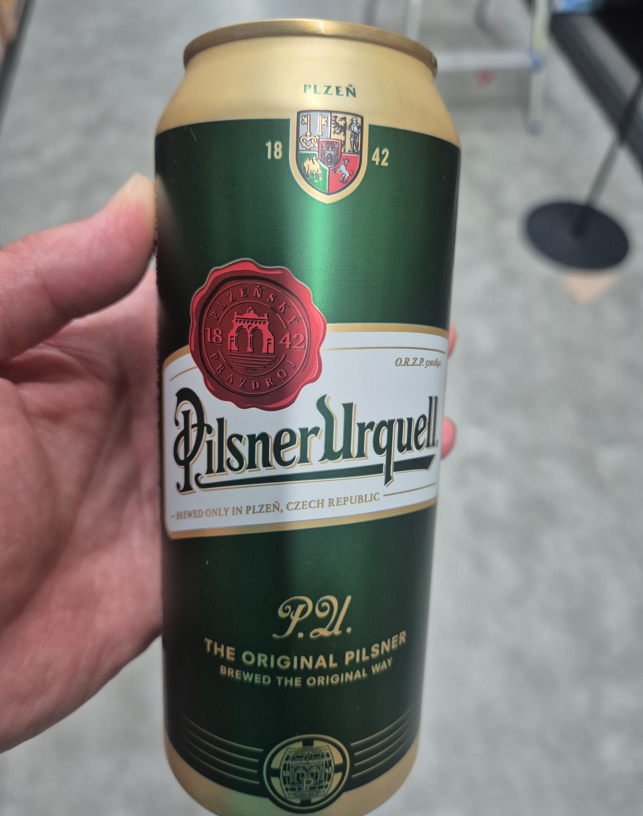 PLZEŇ
18 42
PLZEŇSKÝ
18 42
PRAZDROJ
O.R.Z.P.
Pilsner Urquell
BREWED ONLY IN PLZEŇ, CZECH REPUBLIC
P.U.
THE ORIGINAL PILSNER
BREWED THE ORIGINAL WAY